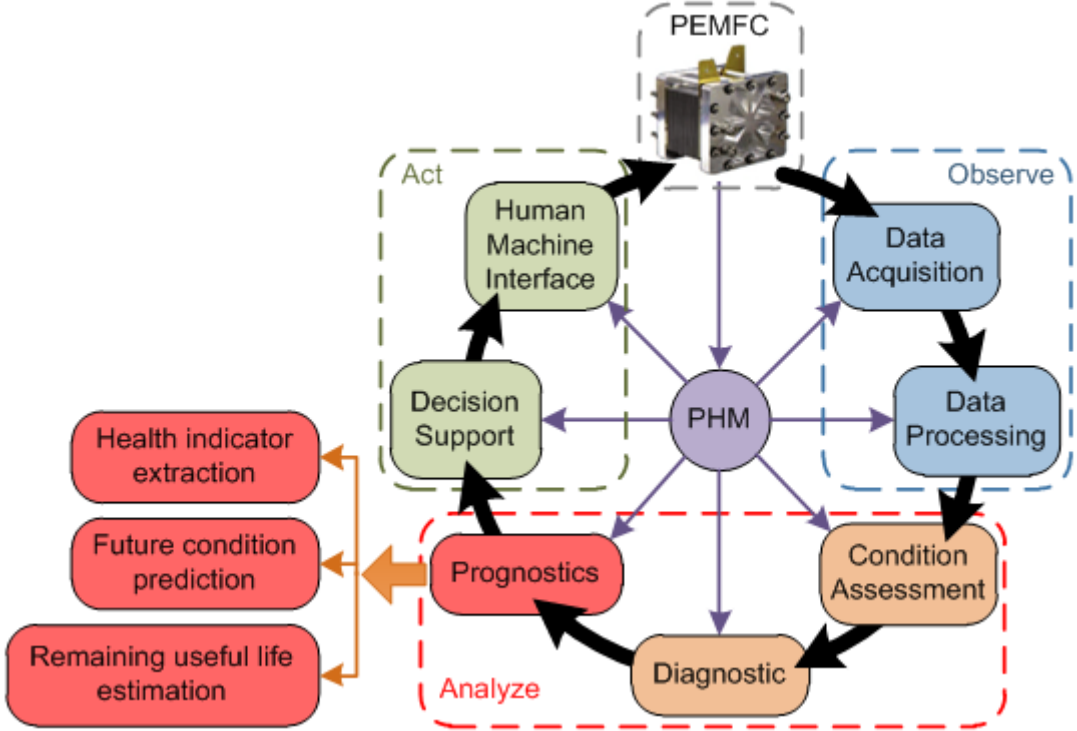 PEMFC
Act
Observe
Human
Machine
Interface
Data
Acquisition
Decision
Support
PHM
Data
Processing
Health indicator
extraction
Future condition
prediction
Prognostics
Condition
Assessment
Remaining useful life
estimation
Diagnostic
Analyze